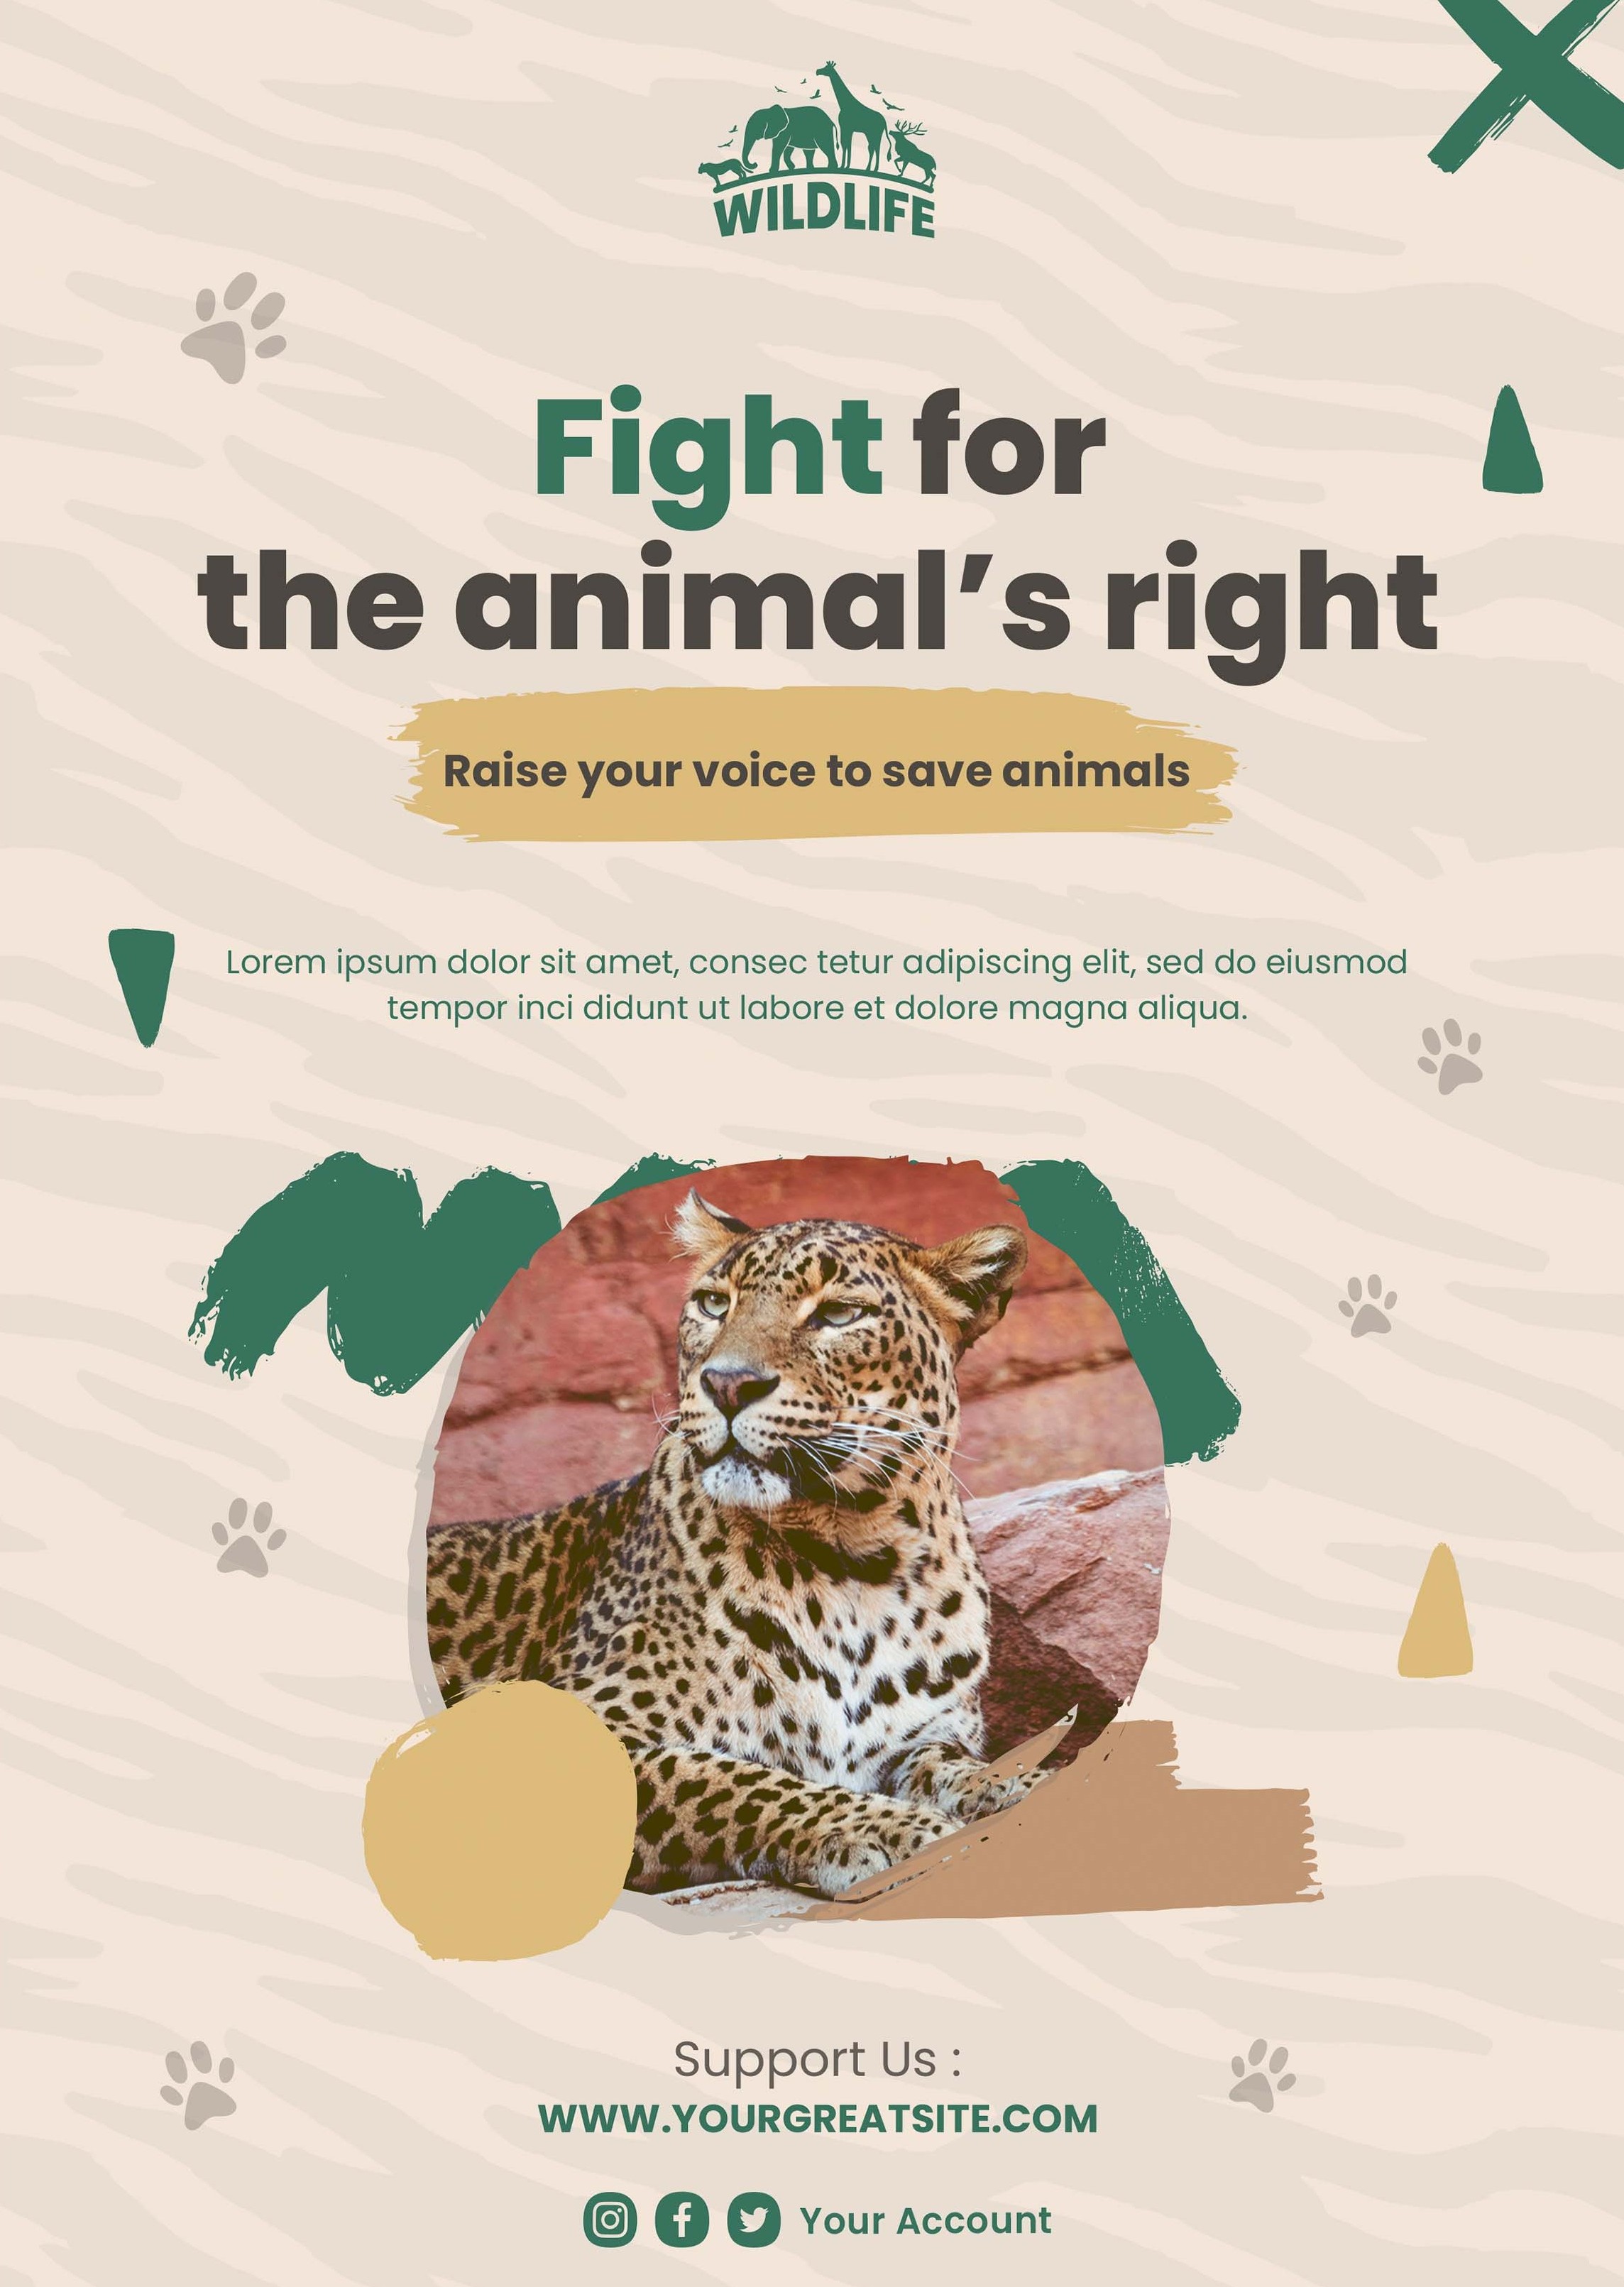 WILDLIFE
Fight for
the animal’s right
Raise your voice to save animals
Lorem ipsum dolor sit amet, consec tetur adipiscing elit, sed do eiusmod
tempor inci didunt ut labore et dolore magna aliqua.
Support Us :
WWW.YOURGREATSITE.COM
Your Account